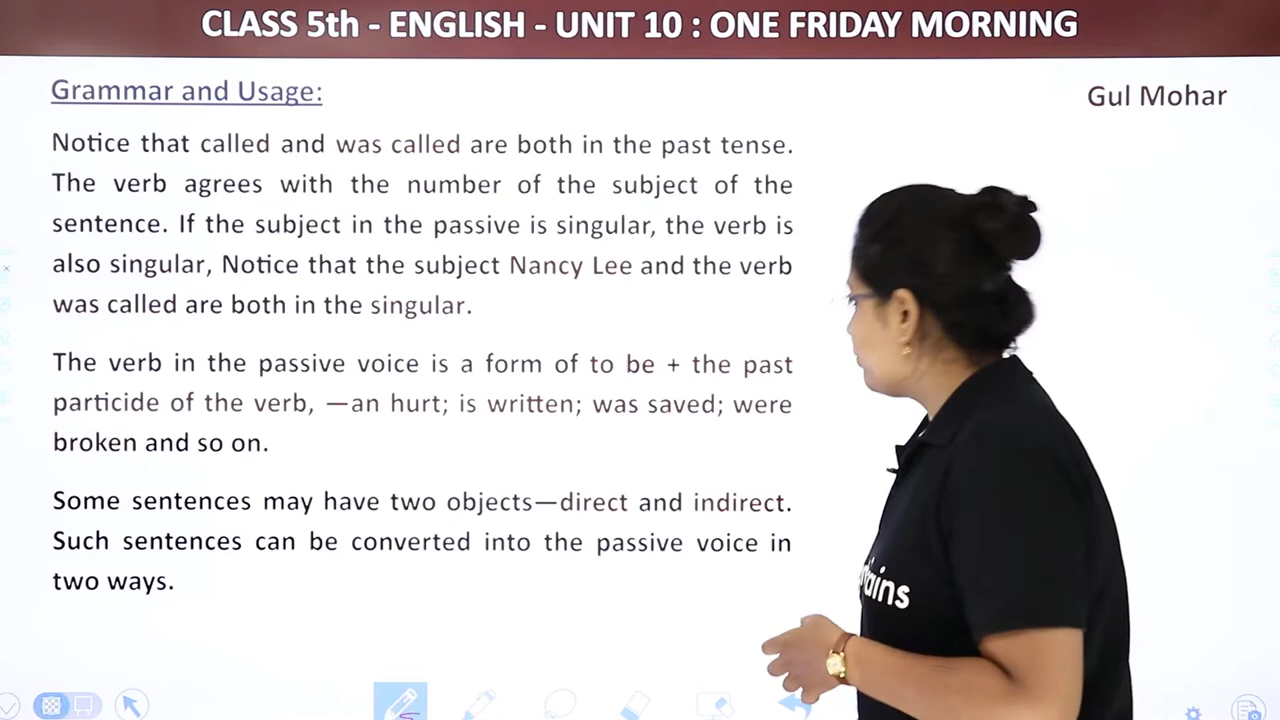 CLASS 5th - ENGLISH - UNIT 10 : ONE FRIDAY MORNING
Grammar and Usage:
Gul Mohar
Notice that called and was called are both in the past tense.
The verb agrees with the number of the subject of the
sentence. If the subject in the passive is singular, the verb is
also singular, Notice that the subject Nancy Lee and the verb
was called are both in the singular.
The verb in the passive voice is a form of to be + the past
particide of the verb, —an hurt; is written; was saved; were
broken and so on.
Some sentences may have two objects—direct and indirect.
Such sentences can be converted into the passive voice in
two ways.